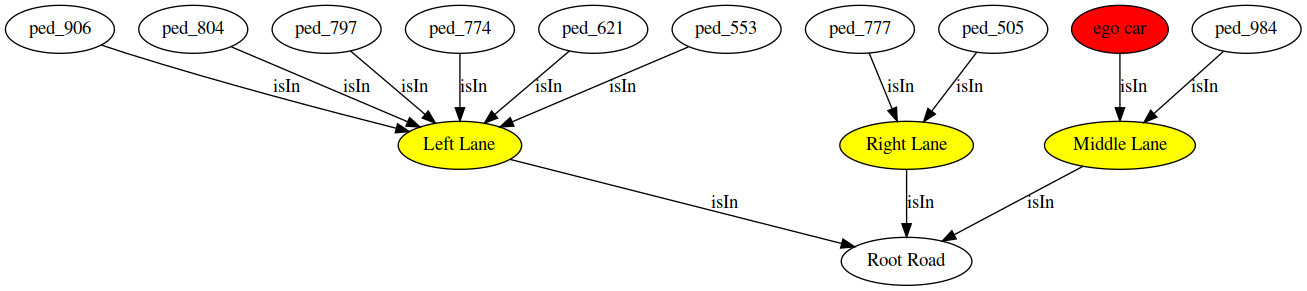 ped_906 ped_804 ped_797 ped_774 ped_621 ped_553 ped_777 ped_505 ego car ped_984
isIn isIn isIn isIn isIn isIn isIn isIn isIn isIn
Left Lane Right Lane Middle Lane
isIn isIn isIn
Root Road